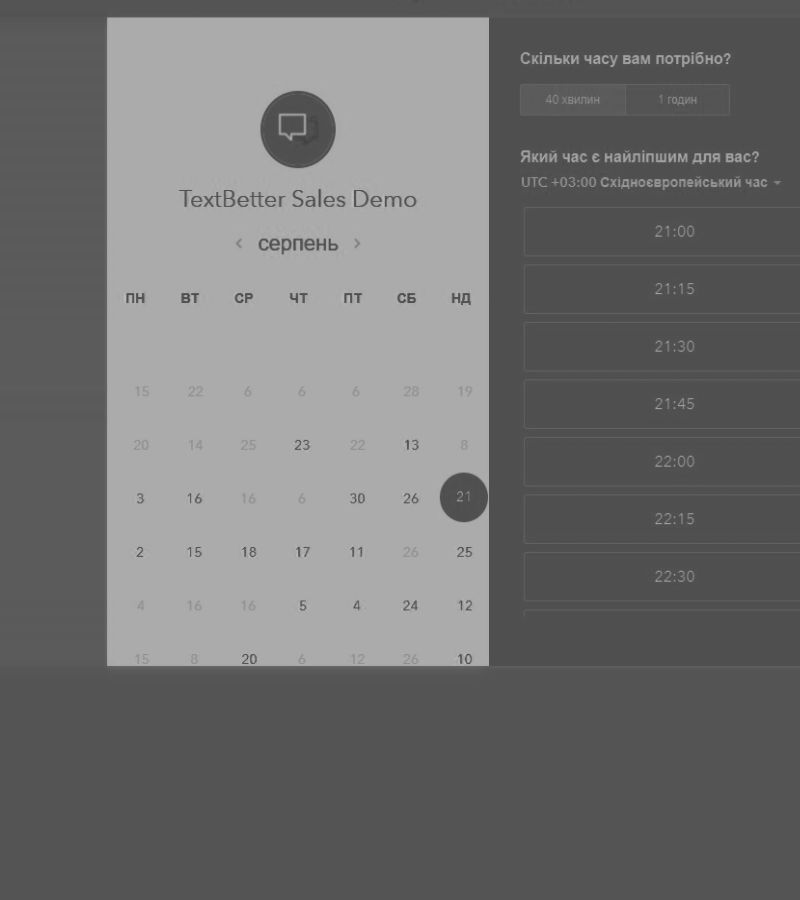 TextBetter Sales Demo
серпень
ПН ВТ СР ЧТ ПТ СБ НД
15 22 6 6 6 28 19
20 14 25 23 22 13 8
3 16 16 6 30 26 21
2 15 18 17 11 26 25
4 16 16 5 4 24 12
15 8 20 6 12 26 10
Скільки часу вам потрібно?
40 хвилин 1 годин
Який час є найліпшим для вас?
UTC +03:00 Східноєвропейський час
21:00
21:15
21:30
21:45
22:00
22:15
22:30